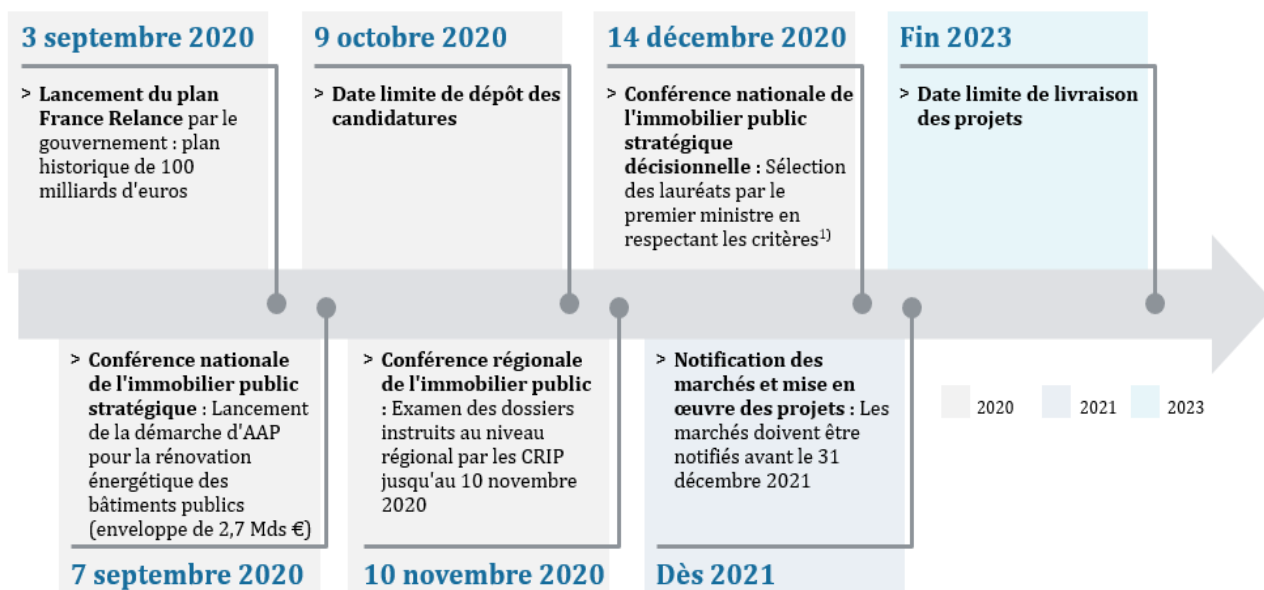 3 septembre 2020
> Lancement du plan
France Relance par le
gouvernement : plan
historique de 100
milliards d'euros
9 octobre 2020
> Date limite de dépôt des
candidatures
14 décembre 2020
> Conférence nationale de
l'immobilier public
stratégique
décisionnelle : Sélection
des lauréats par le
premier ministre en
respectant les critères1)
Fin 2023
> Date limite de livraison
des projets
> Conférence nationale
de l'immobilier public
stratégique : Lancement
de la démarche d'AAP
pour la rénovation
énergétique des
bâtiments publics
(enveloppe de 2,7 Mds €)
7 septembre 2020
> Conférence régionale
de l'immobilier public
: Examen des dossiers
instruits au niveau
régional par les CRIP
jusqu'au 10 novembre
2020
10 novembre 2020
> Notification des
marchés et mise en
œuvre des projets : Les
marchés doivent être
notifiés avant le 31
décembre 2021
Dès 2021
2020
2021
2023